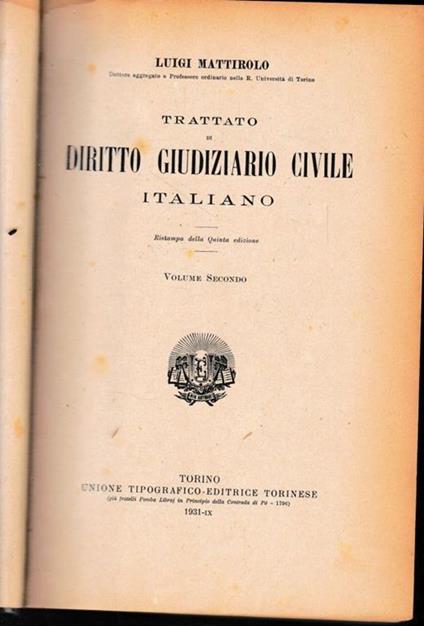 LUIGI MATTIROLO
Dottore aggregato e Professore ordinario nella R. Università di Torino
TRATTATO
DI
DIRITTO GIUDIZIARIO CIVILE
ITALIANO
Ristampa della Quinta edizione
VOLUME SECONDO
TORINO
UNIONE TIPOGRAFICO-EDITRICE TORINESE
(già fratelli Pomba Libraj in Principio della Contrada di Pò - 1796)
1931-IX